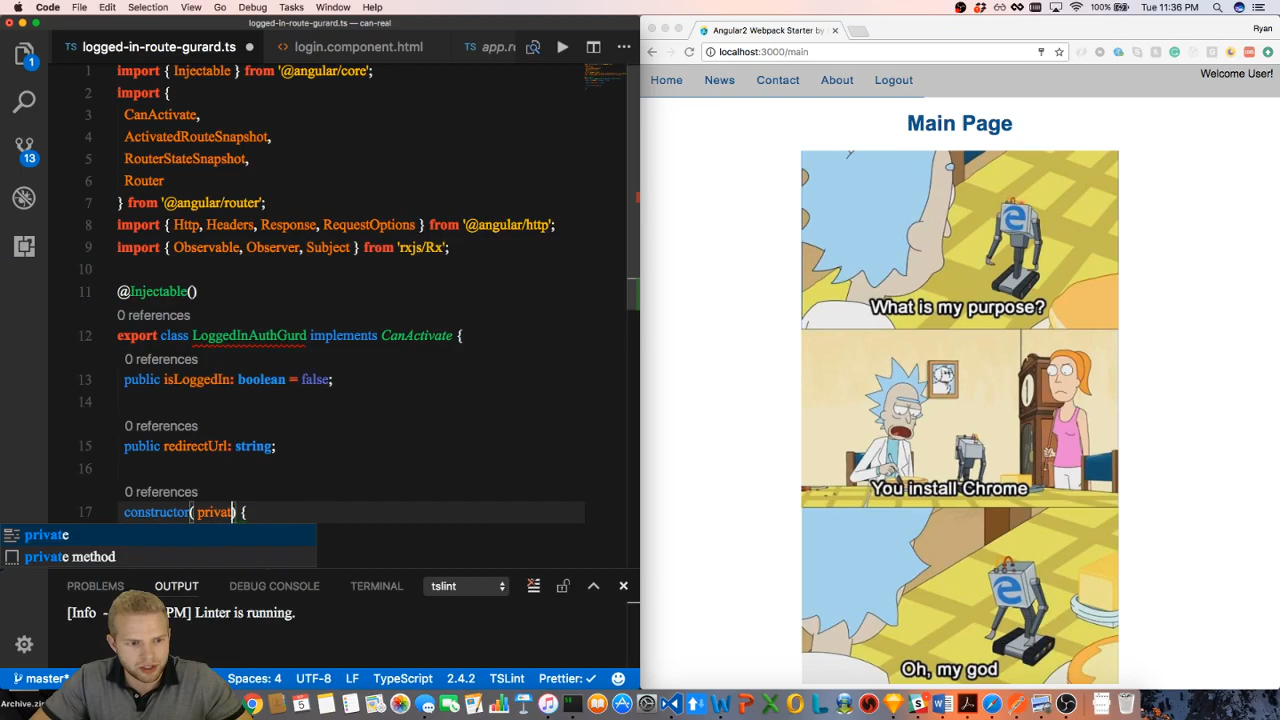 Code File Edit Selection View Go Debug Window Help
100% Tue 11:36 PM
logged-in-route-gurard.ts — can-real
logged-in-route-gurard.ts
login.component.html
app.r
1 import { Injectable } from '@angular/core';
2 import {
3 CanActivate,
4 ActivatedRouteSnapshot,
5 RouterStateSnapshot,
6 Router
7 } from '@angular/router';
8 import { Http, Headers, Response, RequestOptions } from '@angular/http';
9 import { Observable, Observer, Subject } from 'rxjs/Rx';
10
11 @Injectable()
0 references
12 export class LoggedInAuthGurd implements CanActivate {
0 references
13 public isLoggedIn: boolean = false;
14
0 references
15 public redirectUrl: string;
16
0 references
17 constructor( privat) {
private
private method
1
13
PROBLEMS OUTPUT DEBUG CONSOLE TERMINAL tslint
[Info - PM] Linter is running.
master* Spaces: 4 UTF-8 LF TypeScript 2.4.2 TSLint Prettier: ✓
Archive.zip
Angular2 Webpack Starter by
Ryan
localhost:3000/main
Home News Contact About Logout
Welcome User!
Main Page
What is my purpose?
You install Chrome
Oh, my god